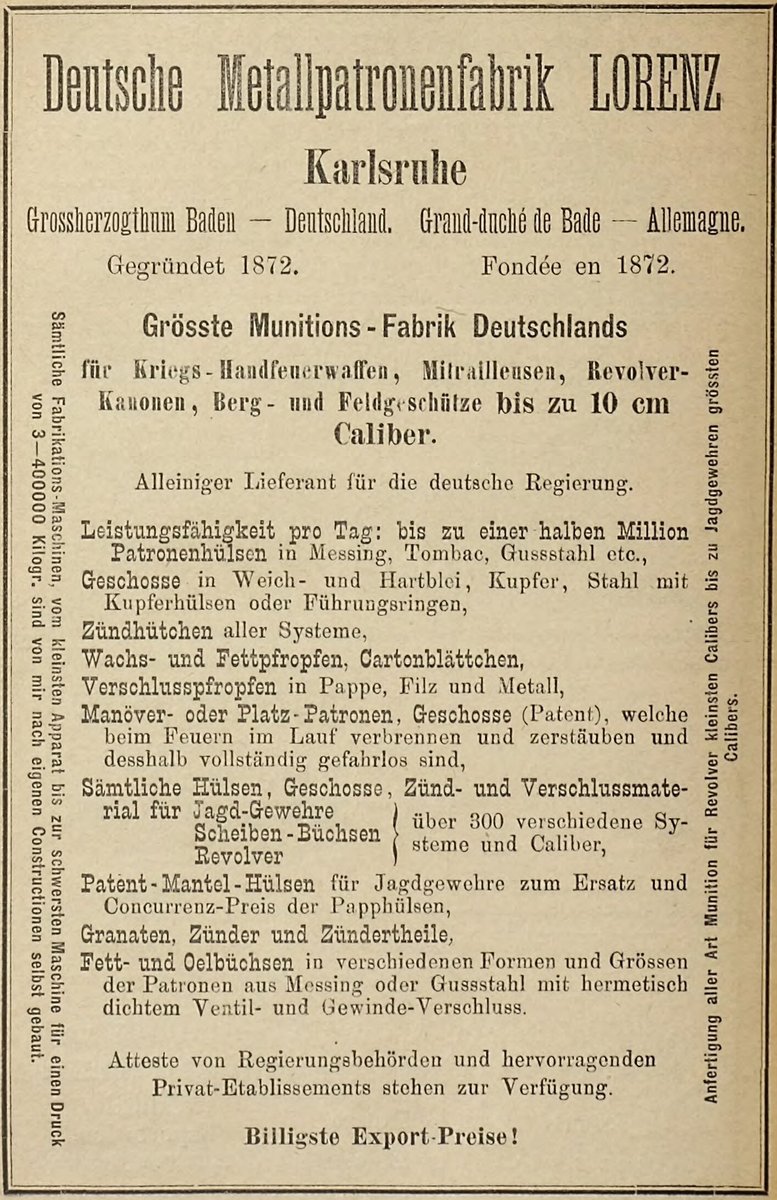 Deutsche Metallpatronenfabrik LORENZ
Karlsruhe
Grossherzogthum Baden — Deutschland. Grand-duché de Bade — Allemagne.
Gegründet 1872. Fondée en 1872.
Grösste Munitions-Fabrik Deutschlands
für Kriegs-Handfeuerwaffen, Mitrailleusen, Revolver-
Kanonen, Berg- und Feldgeschütze bis zu 10 cm
Caliber.
Alleiniger Lieferant für die deutsche Regierung.
Leistungsfähigkeit pro Tag: bis zu einer halben Million
Patronenhülsen in Messing, Tombac, Gussstahl etc.,
Geschosse in Weich- und Hartblei, Kupfer, Stahl mit
Kupferhülsen oder Führungsringen,
Zündhütchen aller Systeme,
Wachs- und Fettpfropfen, Cartonblättchen,
Verschlusspfropfen in Pappe, Filz und Metall,
Manöver- oder Platz-Patronen, Geschosse (Patent), welche
beim Feuern im Lauf verbrennen und zerstäuben und
desshalb vollständig gefahrlos sind,
Sämtliche Hülsen, Geschosse, Zünd- und Verschlussmate-
rial für Jagd-Gewehre
Scheiben-Büchsen
Revolver
über 300 verschiedene Sy-
steme und Caliber,
Patent-Mantel-Hülsen für Jagdgewehre zum Ersatz und
Concurrenz-Preis der Papphülsen,
Granaten, Zünder und Zündertheile,
Fett- und Oelbüchsen in verschiedenen Formen und Grössen
der Patronen aus Messing oder Gussstahl mit hermetisch
dichtem Ventil- und Gewinde-Verschluss.
Atteste von Regierungsbehörden und hervorragenden
Privat-Etablissements stehen zur Verfügung.
Billigste Export-Preise!
Sämtliche Fabrikations-Maschinen, vom kleinsten Apparat bis zur schwersten Maschine für einen Druck
von 3—400000 Kilogr. sind von mir nach eigenen Constructionen selbst gebaut.
Anfertigung aller Art Munition für Revolver kleinsten Calibers bis zu Jagdgewehren grössten
Calibers.